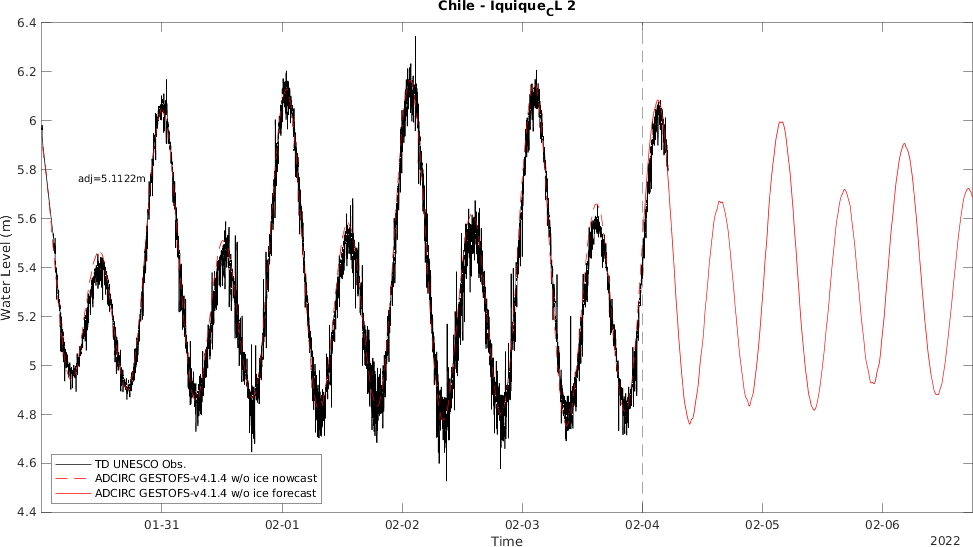 Chile - Iquique_CL 2
6.4
6.2
6
5.8
5.6
5.4
5.2
5
4.8
4.6
4.4
Water Level (m)
adj=5.1122m
TD UNESCO Obs.
ADCIRC GESTOFS-v4.1.4 w/o ice nowcast
ADCIRC GESTOFS-v4.1.4 w/o ice forecast
01-31
02-01
02-02
02-03
02-04
02-05
02-06
Time
2022